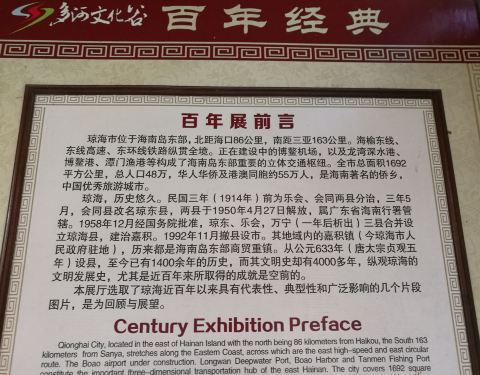 多河文化谷 百年经典
百年展前言
琼海市位于海南岛东部,北距海口86公里,南距三亚163公里。海榆东线、
东线高速、东环线铁路纵贯全境。正在建设中的博鳌机场,以及龙湾深水港、
博鳌港、潭门渔港等构成了海南岛东部重要的立体交通枢纽。全市总面积1692
平方公里,总人口48万,华人华侨及港澳同胞约55万人,是海南著名的侨乡,
中国优秀旅游城市。
琼海,历史悠久。民国三年(1914年)前为乐会、会同两县分治,三年5
月,会同县改名琼东县,两县于1950年4月27日解放,属广东省海南行署管
辖。1958年12月经国务院批准,琼东、乐会,万宁(一年后析出)三县合并设
立琼海县,建治嘉积。1992年11月撤县设市。其地域内的嘉积镇(今琼海市人
民政府驻地),历来都是海南岛东部商贸重镇。从公元633年(唐太宗贞观五
年)设县,至今已有1400余年的历史,而其文明史却有4000多年,纵观琼海的
文明发展史,尤其是近百年来所取得的成就是空前的。
本展厅选取了琼海近百年以来具有代表性、典型性和广泛影响的几个片段
图片,是为回顾与展望。
Century Exhibition Preface
Qionghai City, located in the east of Hainan Island with the north being 86 kilometers from Haikou, the South 163
kilometers from Sanya, stretches along the Eastern Coast, across which are the east high-speed and east circular
route. The Boao airport under construction. Longwan Deepwater Port, Boao Harbor and Tanmen Fishing Port
constitute the important three-dimensional transportation hub of the east Hainan. The city covers 1692 square